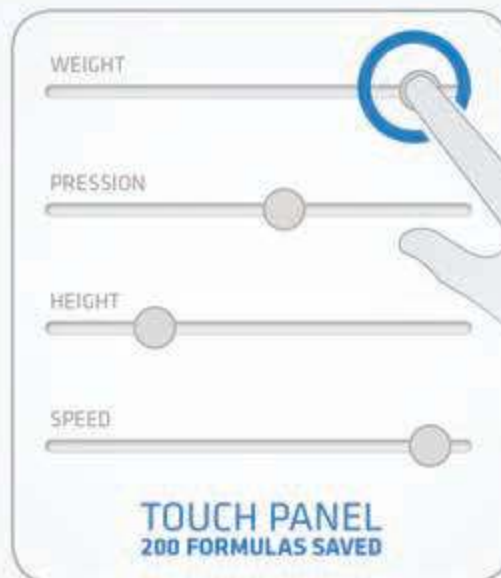 WEIGHT
PRESSION
HEIGHT
SPEED
TOUCH PANEL
200 FORMULAS SAVED